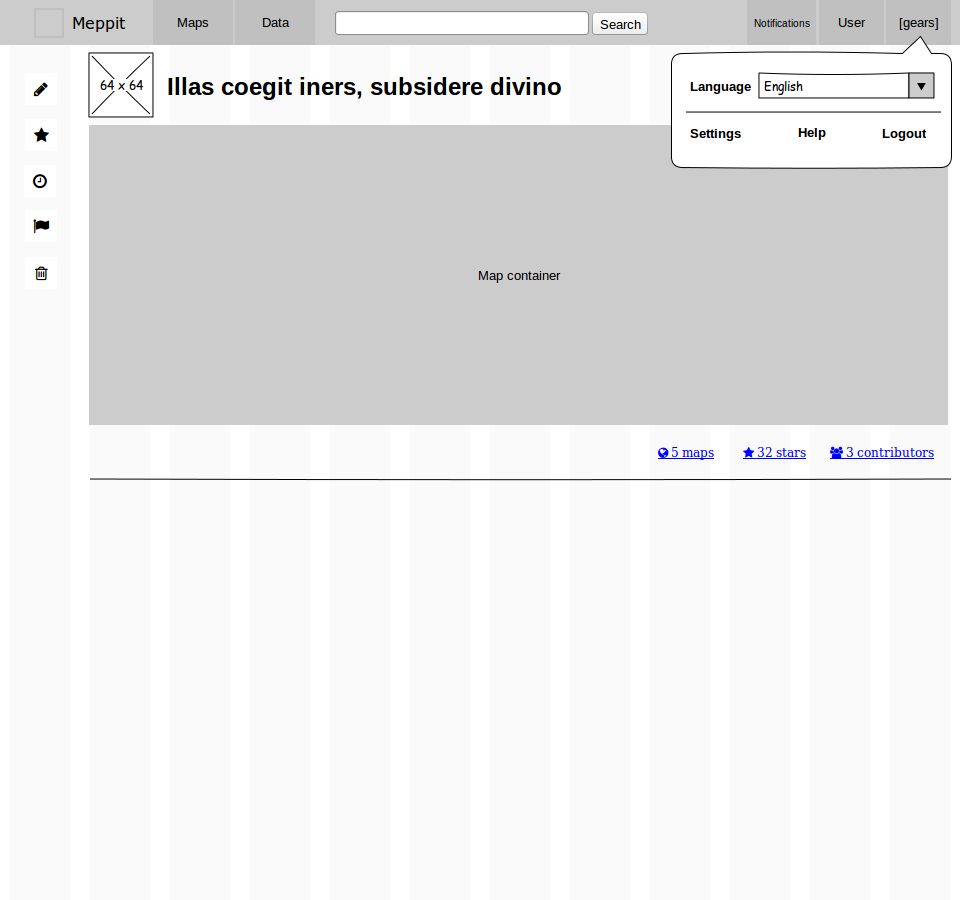 Meppit
Maps
Data
Search
Notifications
User
[gears]
64 x 64
Illas coegit iners, subsidere divino
Language
English
Settings
Help
Logout
Map container
5 maps
32 stars
3 contributors